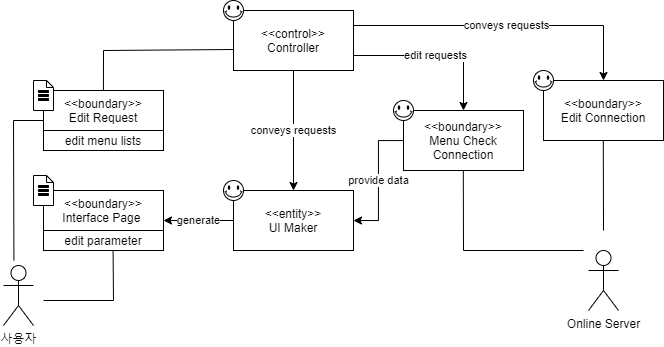 <<control>>
Controller
conveys requests
edit requests
<<boundary>>
Edit Request
edit menu lists
conveys requests
<<boundary>>
Menu Check
Connection
<<boundary>>
Edit Connection
provide data
<<boundary>>
Interface Page
edit parameter
generate
<<entity>>
UI Maker
사용자
Online Server